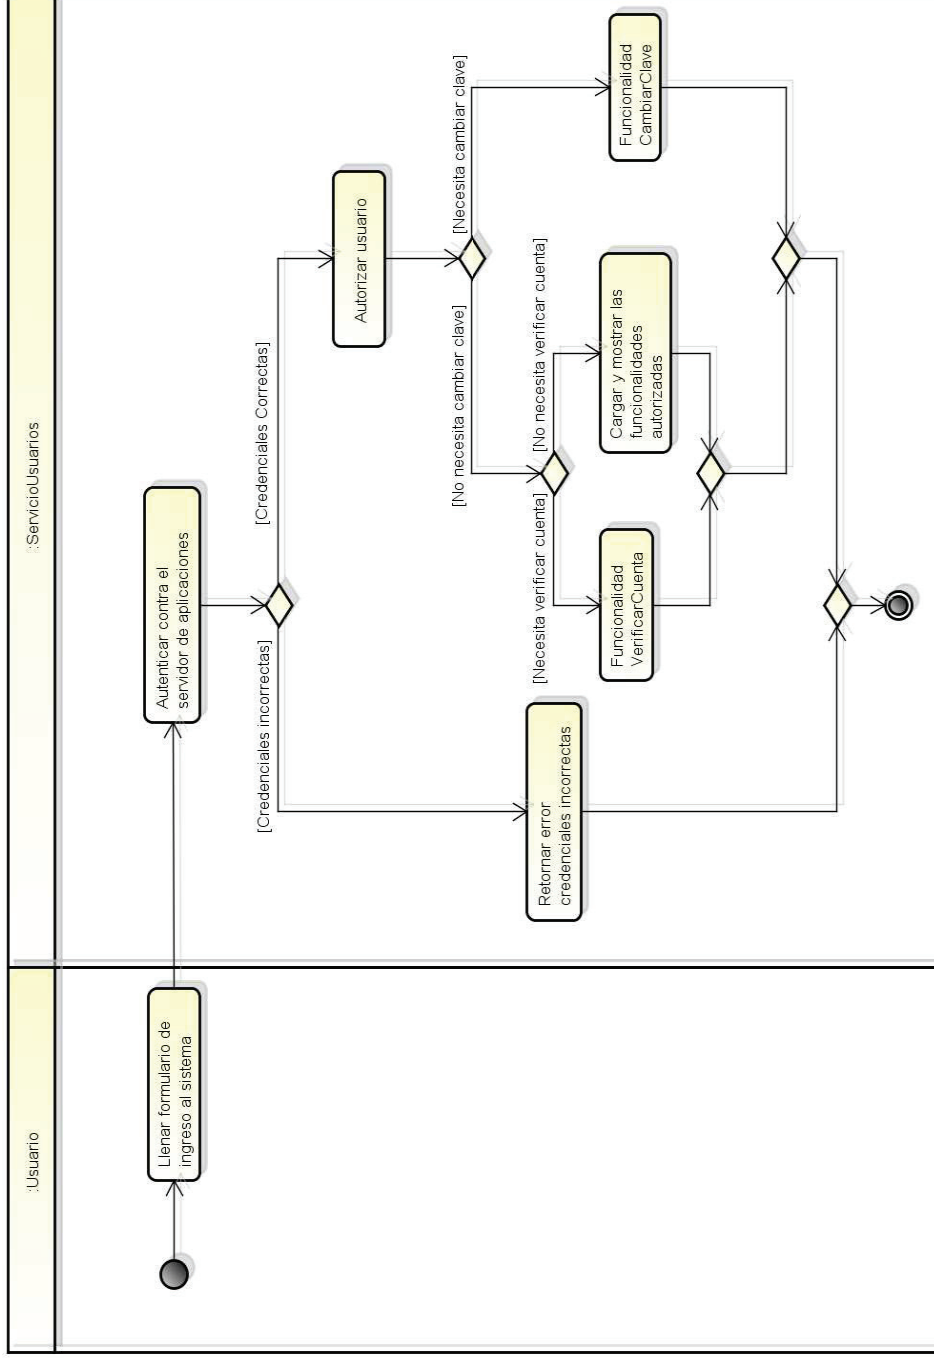 :Usuario
:ServicioUsuarios
Llenar formulario de
ingreso al sistema
Autenticar contra el
servidor de aplicaciones
[Credenciales incorrectas]
[Credenciales Correctas]
Autorizar usuario
[No necesita cambiar clave]
[Necesita cambiar clave]
Retornar error
credenciales incorrectas
[Necesita verificar cuenta]
[No necesita verificar cuenta]
Funcionalidad
VerificarCuenta
Cargar y mostrar las
funcionalidades
autorizadas
Funcionalidad
CambiarClave